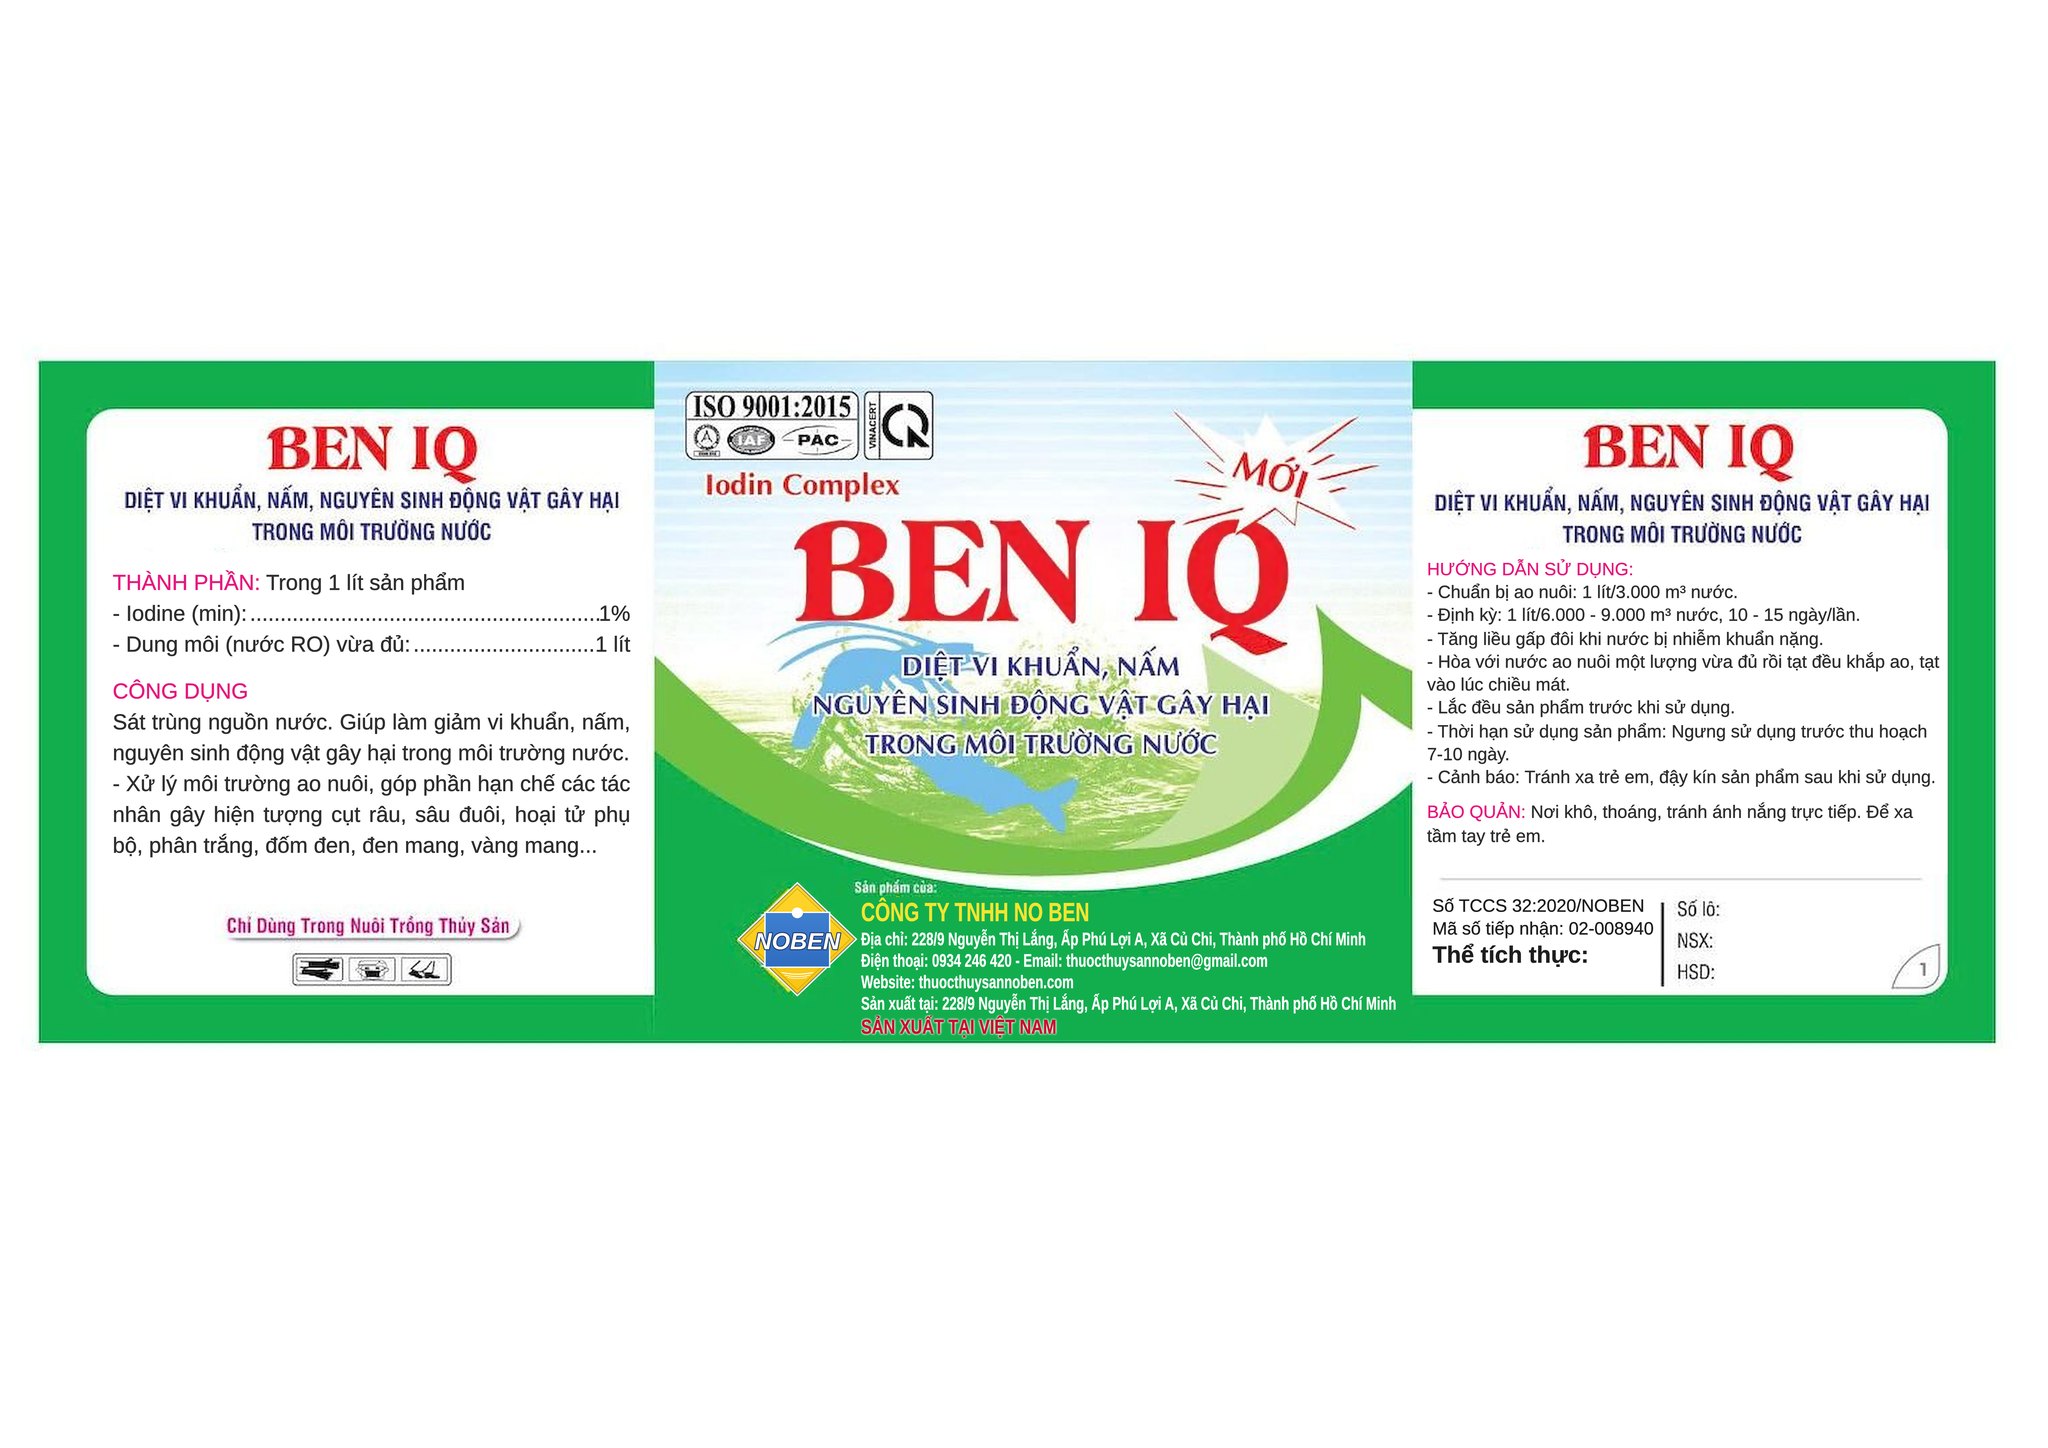 BEN IQ
DIỆT VI KHUẨN, NẤM, NGUYÊN SINH ĐỘNG VẬT GÂY HẠI
TRONG MÔI TRƯỜNG NƯỚC
THÀNH PHẦN: Trong 1 lít sản phẩm
- Iodine (min):..........................................................1%
- Dung môi (nước RO) vừa đủ:..............................1 lít
CÔNG DỤNG
Sát trùng nguồn nước. Giúp làm giảm vi khuẩn, nấm,
nguyên sinh động vật gây hại trong môi trường nước.
- Xử lý môi trường ao nuôi, góp phần hạn chế các tác
nhân gây hiện tượng cụt râu, sâu đuôi, hoại tử phụ
bộ, phân trắng, đốm đen, đen mang, vàng mang...
Chỉ Dùng Trong Nuôi Trồng Thủy Sản
ISO 9001:2015
IAF
PAC
VINACERT
Iodin Complex
MỚI
BEN IQ
DIỆT VI KHUẨN, NẤM
NGUYÊN SINH ĐỘNG VẬT GÂY HẠI
TRONG MÔI TRƯỜNG NƯỚC
Sản phẩm của:
NOBEN
CÔNG TY TNHH NO BEN
Địa chỉ: 228/9 Nguyễn Thị Lắng, Ấp Phú Lợi A, Xã Củ Chi, Thành phố Hồ Chí Minh
Điện thoại: 0934 246 420 - Email: thuocthuysannoben@gmail.com
Website: thuocthuysannoben.com
Sản xuất tại: 228/9 Nguyễn Thị Lắng, Ấp Phú Lợi A, Xã Củ Chi, Thành phố Hồ Chí Minh
SẢN XUẤT TẠI VIỆT NAM
BEN IQ
DIỆT VI KHUẨN, NẤM, NGUYÊN SINH ĐỘNG VẬT GÂY HẠI
TRONG MÔI TRƯỜNG NƯỚC
HƯỚNG DẪN SỬ DỤNG:
- Chuẩn bị ao nuôi: 1 lít/3.000 m³ nước.
- Định kỳ: 1 lít/6.000 - 9.000 m³ nước, 10 - 15 ngày/lần.
- Tăng liều gấp đôi khi nước bị nhiễm khuẩn nặng.
- Hòa với nước ao nuôi một lượng vừa đủ rồi tạt đều khắp ao, tạt
vào lúc chiều mát.
- Lắc đều sản phẩm trước khi sử dụng.
- Thời hạn sử dụng sản phẩm: Ngưng sử dụng trước thu hoạch
7-10 ngày.
- Cảnh báo: Tránh xa trẻ em, đậy kín sản phẩm sau khi sử dụng.
BẢO QUẢN: Nơi khô, thoáng, tránh ánh nắng trực tiếp. Để xa
tầm tay trẻ em.
Số TCCS 32:2020/NOBEN
Mã số tiếp nhận: 02-008940
Thể tích thực:
Số lô:
NSX:
HSD:
1